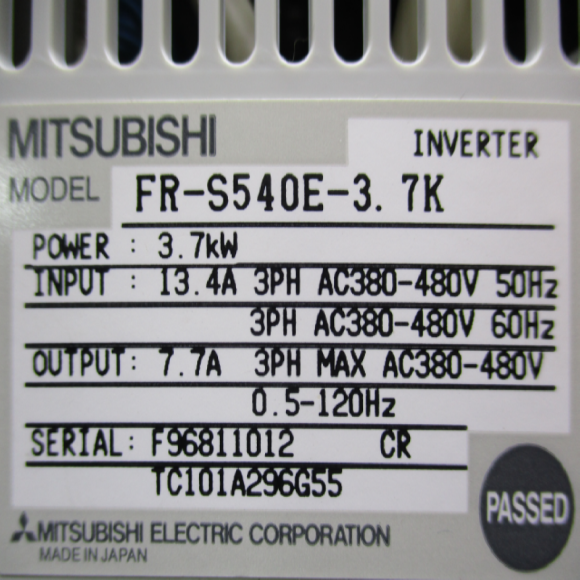 MITSUBISHI
INVERTER
MODEL FR-S540E-3.7K
POWER : 3.7kW
INPUT : 13.4A 3PH AC380-480V 50Hz
3PH AC380-480V 60Hz
OUTPUT: 7.7A 3PH MAX AC380-480V
0.5-120Hz
SERIAL: F96811012 CR
TC101A296G55
PASSED
MITSUBISHI ELECTRIC CORPORATION
MADE IN JAPAN